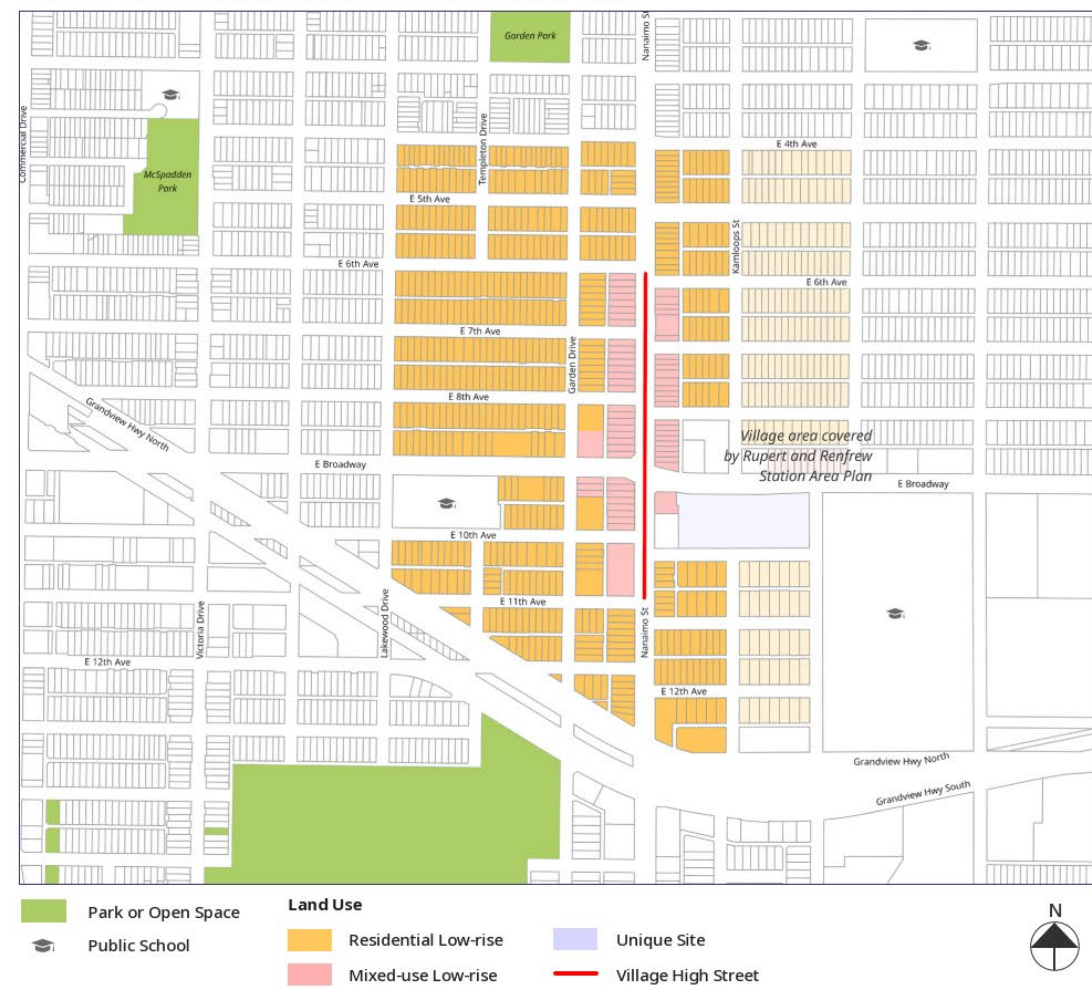 Garden Park
Nanaimo St
Commercial Drive
Templeton Drive
E 4th Ave
McSpadden
Park
E 5th Ave
Kamloops St
E 6th Ave
E 6th Ave
E 7th Ave
Garden Drive
E 8th Ave
Grandview Hwy North
Village area covered
by Rupert and Renfrew
Station Area Plan
E Broadway
E Broadway
E 10th Ave
E 11th Ave
Victoria Drive
Lakewood Drive
Nanaimo St
E 12th Ave
E 12th Ave
Grandview Hwy North
Grandview Hwy South
Park or Open Space
Public School
Land Use
Residential Low-rise
Mixed-use Low-rise
Unique Site
Village High Street
N